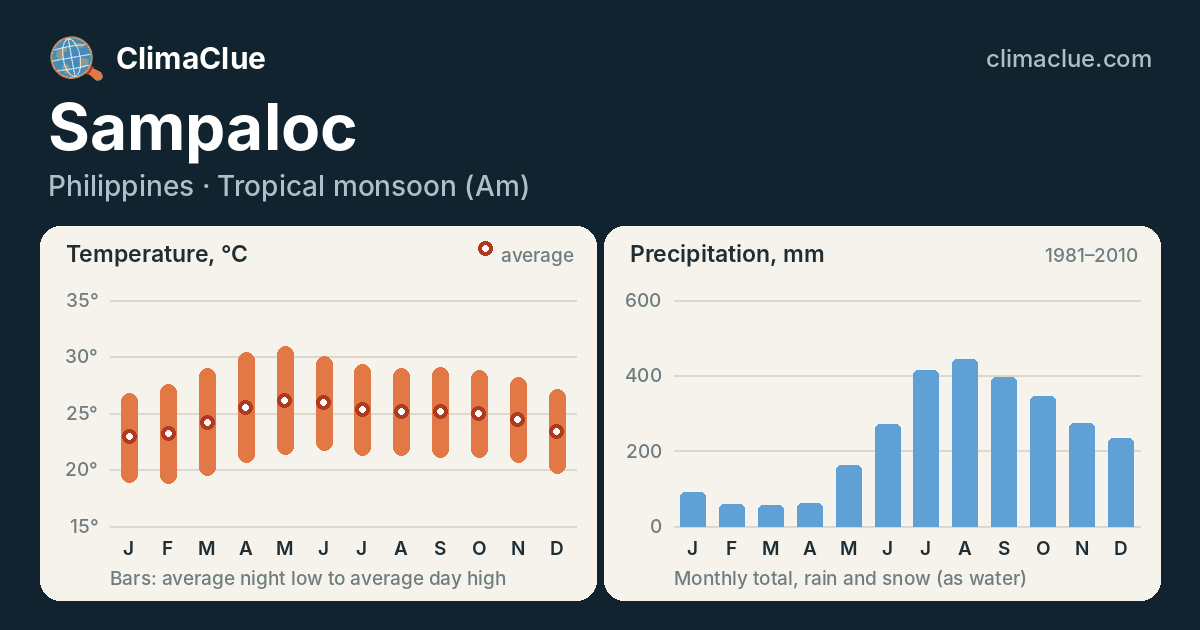 ClimaClue
climaclue.com
Sampaloc
Philippines · Tropical monsoon (Am)
Temperature, °C
average
35°
30°
25°
20°
15°
J F M A M J J A S O N D
Bars: average night low to average day high
Precipitation, mm
1981–2010
600
400
200
0
J F M A M J J A S O N D
Monthly total, rain and snow (as water)